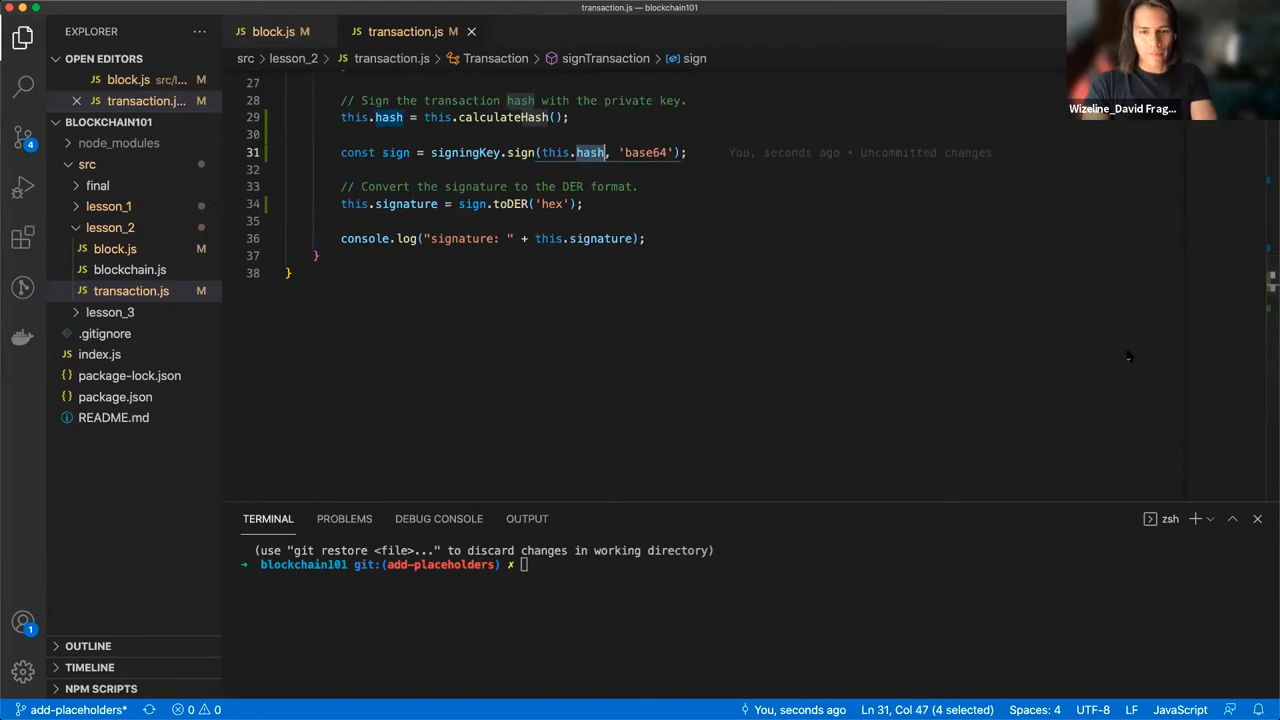 transaction.js — blockchain101
EXPLORER
OPEN EDITORS
JS block.js src/l... M
JS transaction.j... M
BLOCKCHAIN101
node_modules
src
final
lesson_1
lesson_2
JS block.js M
JS blockchain.js
JS transaction.js M
lesson_3
.gitignore
JS index.js
{} package-lock.json
{} package.json
README.md
OUTLINE
TIMELINE
NPM SCRIPTS
4
1
JS block.js M
JS transaction.js M
src > lesson_2 > JS transaction.js > Transaction > signTransaction > sign
27
28 // Sign the transaction hash with the private key.
29 this.hash = this.calculateHash();
30
31 const sign = signingKey.sign(this.hash, 'base64'); You, seconds ago • Uncommitted changes
32
33 // Convert the signature to the DER format.
34 this.signature = sign.toDER('hex');
35
36 console.log("signature: " + this.signature);
37 }
38 }
Wizeline_David Frag...
TERMINAL PROBLEMS DEBUG CONSOLE OUTPUT
zsh
(use "git restore <file>..." to discard changes in working directory)
→ blockchain101 git:(add-placeholders) ✗
add-placeholders* 0 0 You, seconds ago Ln 31, Col 47 (4 selected) Spaces: 4 UTF-8 LF JavaScript